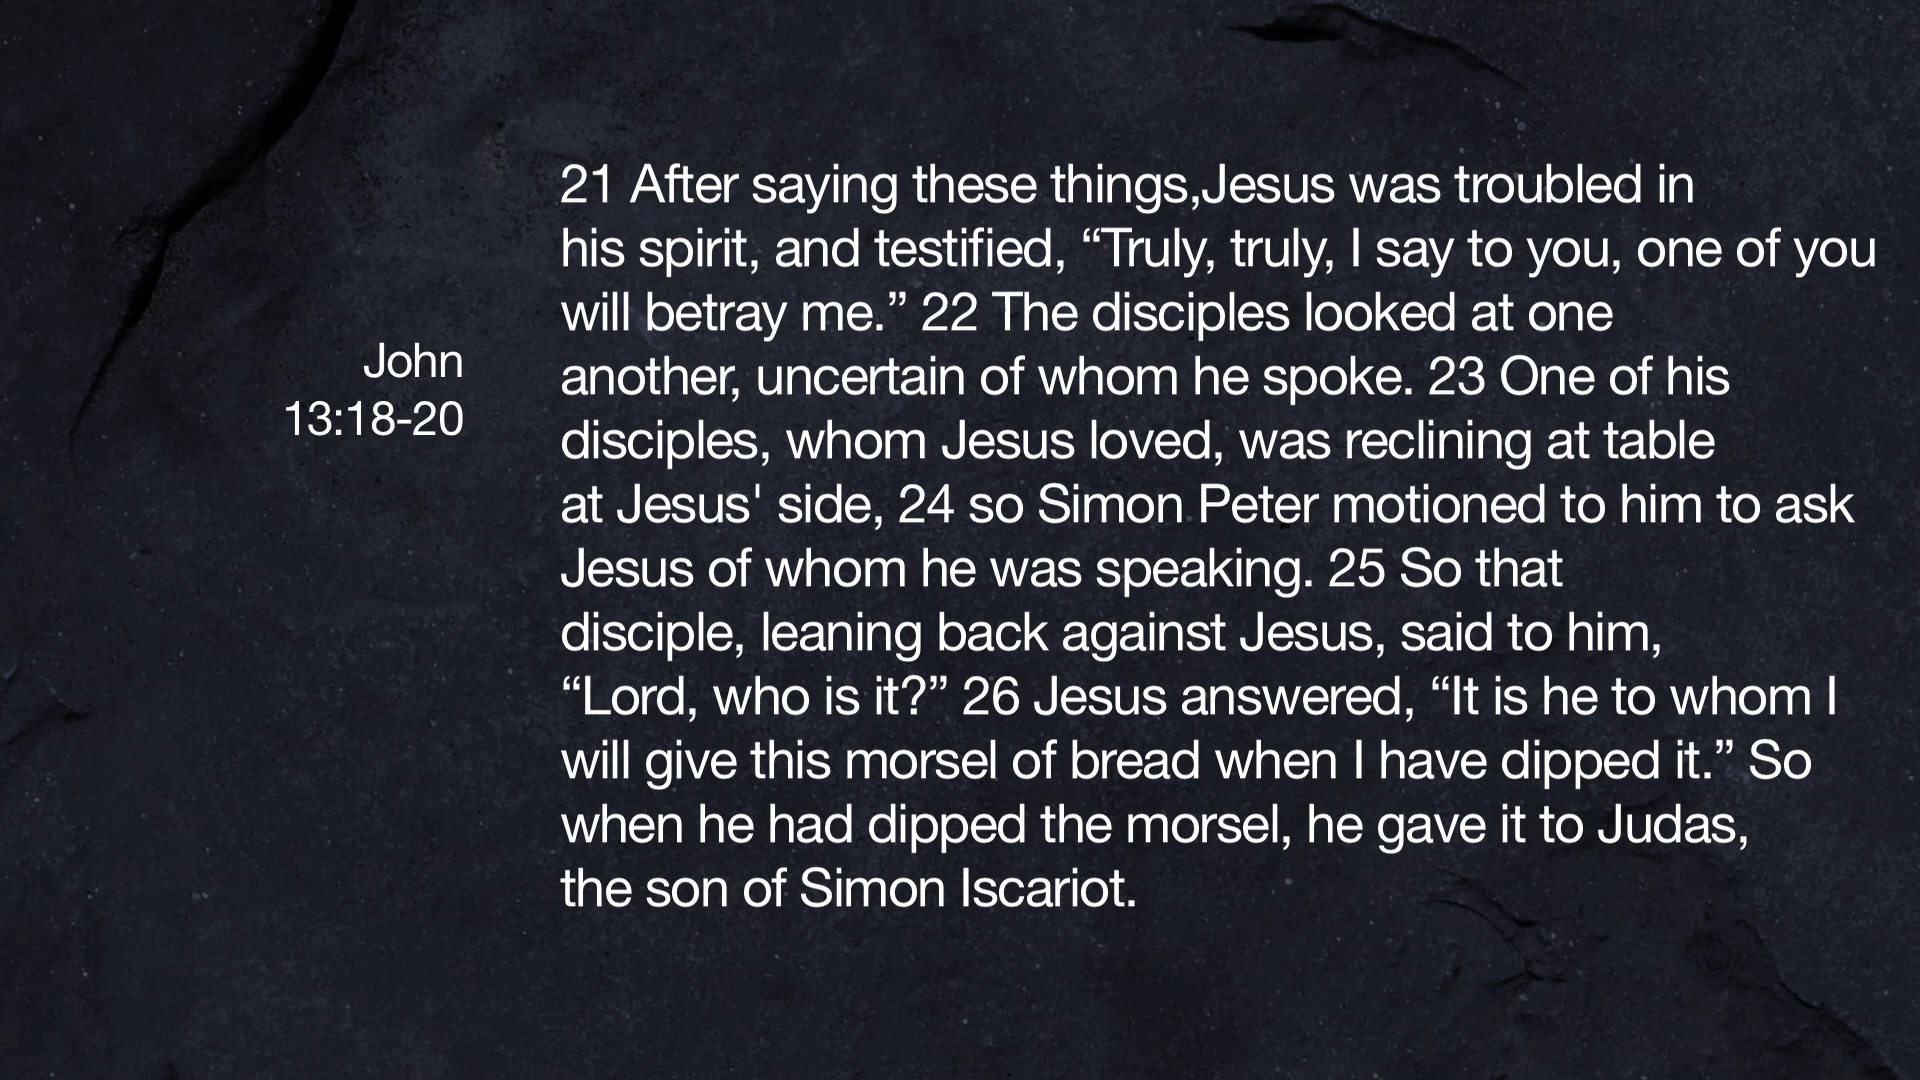 John
13:18-20
21 After saying these things,Jesus was troubled in
his spirit, and testified, “Truly, truly, I say to you, one of you
will betray me.” 22 The disciples looked at one
another, uncertain of whom he spoke. 23 One of his
disciples, whom Jesus loved, was reclining at table
at Jesus' side, 24 so Simon Peter motioned to him to ask
Jesus of whom he was speaking. 25 So that
disciple, leaning back against Jesus, said to him,
“Lord, who is it?” 26 Jesus answered, “It is he to whom I
will give this morsel of bread when I have dipped it.” So
when he had dipped the morsel, he gave it to Judas,
the son of Simon Iscariot.